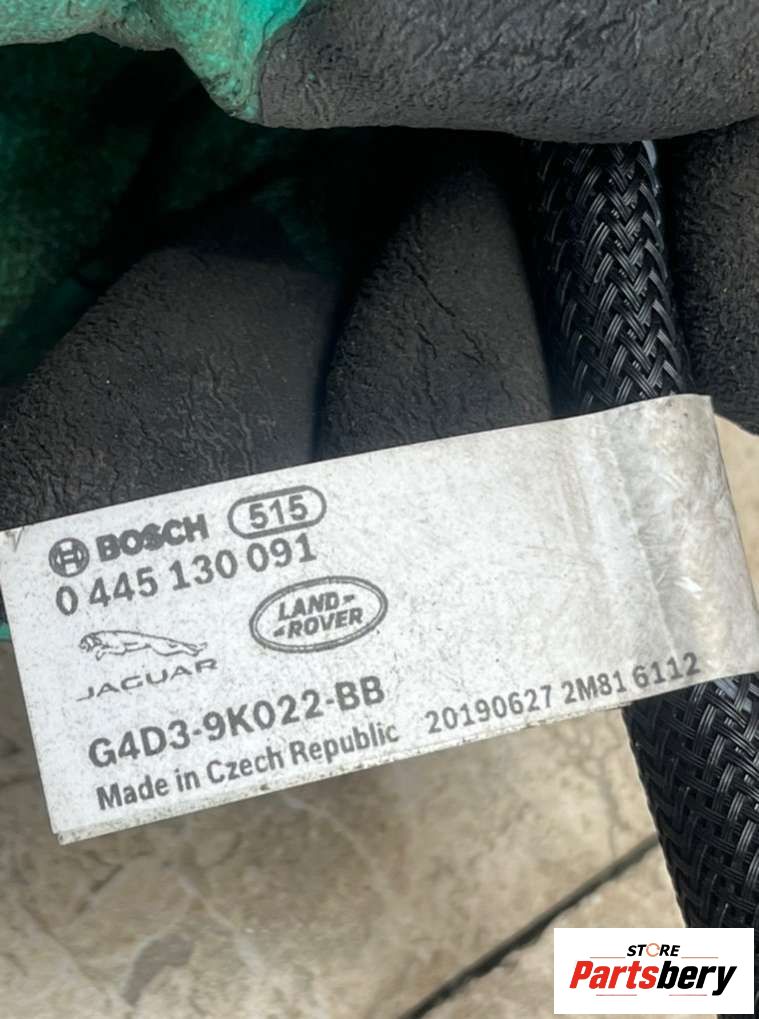 BOSCH 515
0 445 130 091
JAGUAR
LAND-
-ROVER
G4D3-9K022-BB
Made in Czech Republic 20190627 2M81 6112
STORE
Partsbery